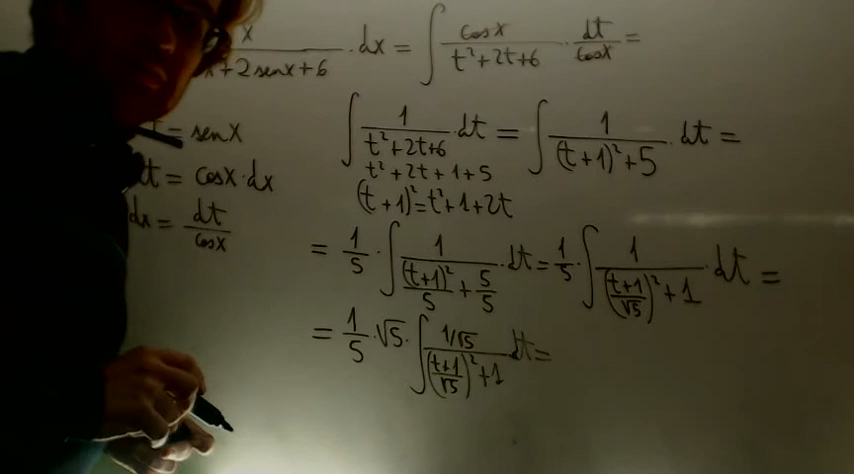 x/x+2senx+6 · dx = ∫ cosx/t²+2t+6 · dt/cosx =
t = senx
dt = cosx·dx
dx = dt/cosx
∫ 1/t²+2t+6 · dt = ∫ 1/(t+1)²+5 · dt =
t²+2t+1+5
(t+1)²=t²+1+2t
= 1/5 · ∫ 1/(t+1)²/5 + 5/5 · dt = 1/5 · ∫ 1/(t+1/√5)²+1 · dt =
= 1/5 · √5 · ∫ 1/√5/(t+1/√5)²+1 dt=